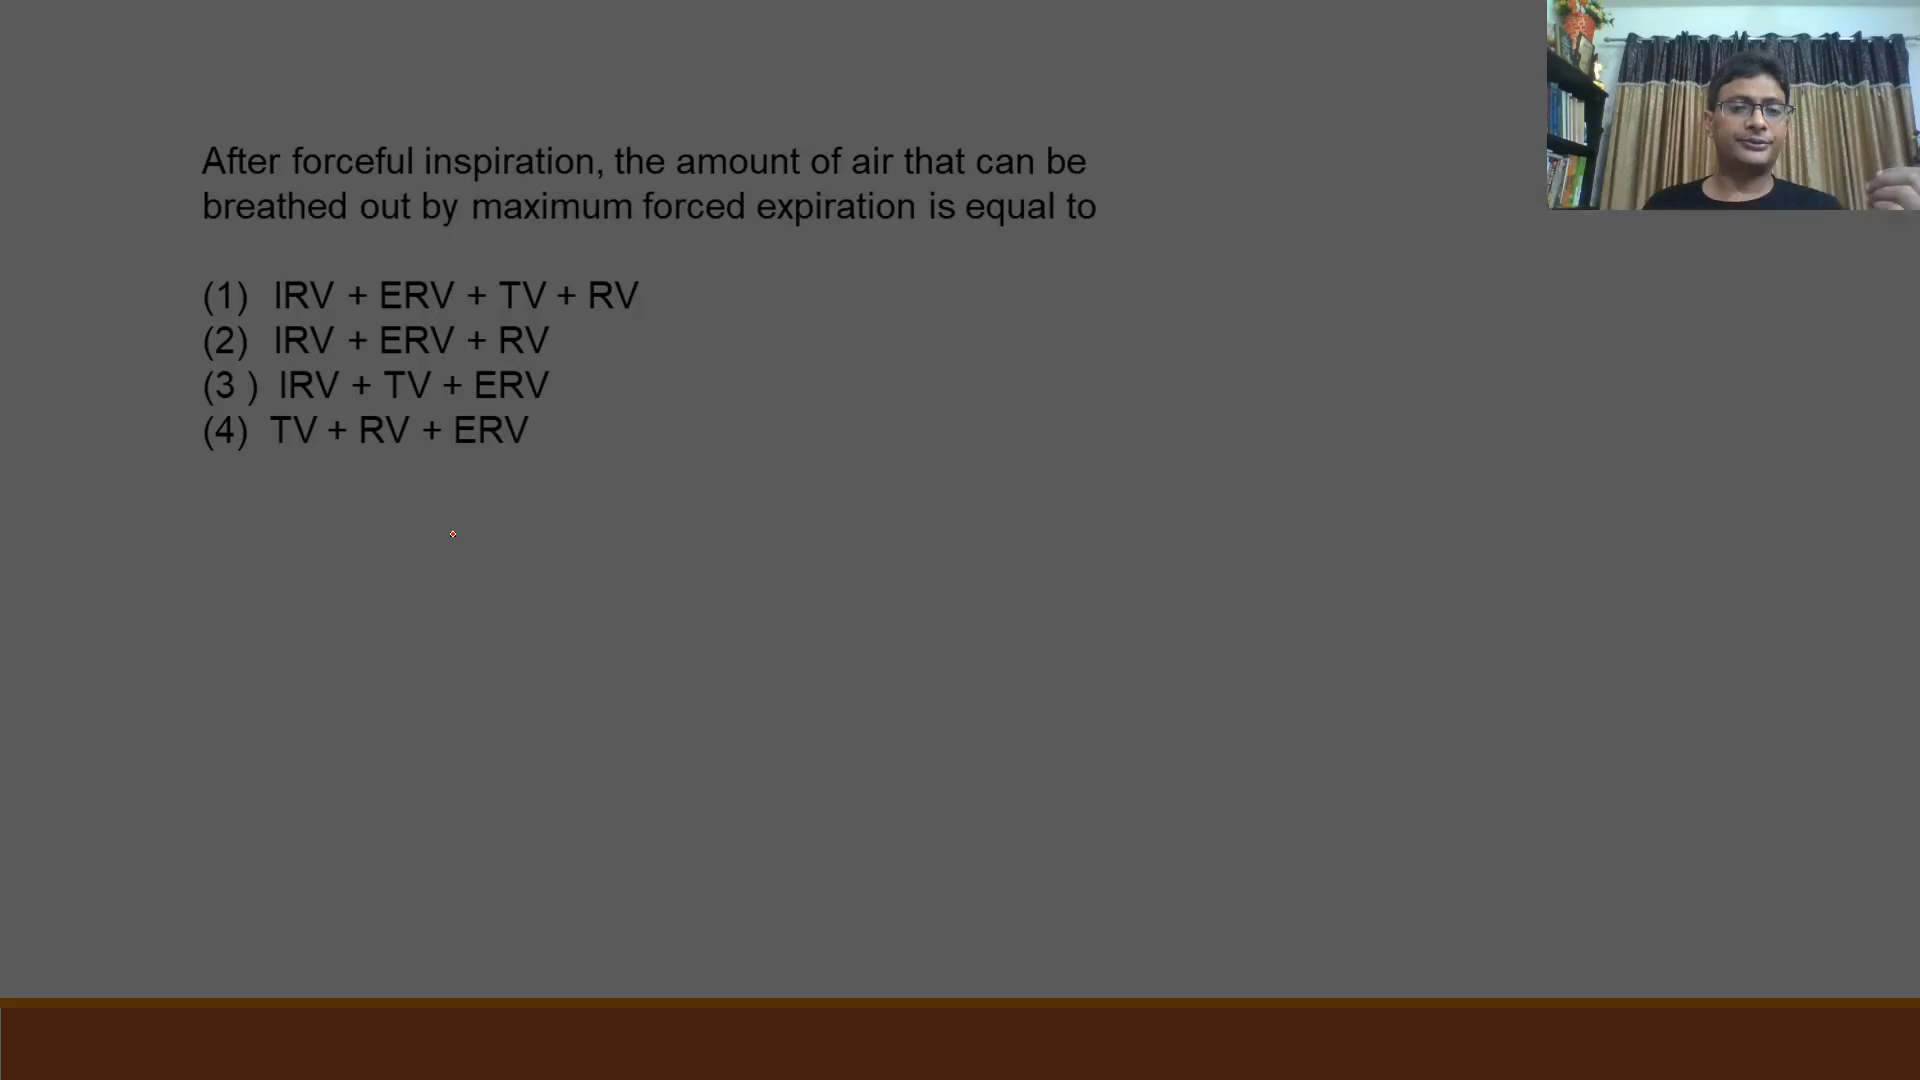 After forceful inspiration, the amount of air that can be
breathed out by maximum forced expiration is equal to
(1) IRV + ERV + TV + RV
(2) IRV + ERV + RV
(3 ) IRV + TV + ERV
(4) TV + RV + ERV